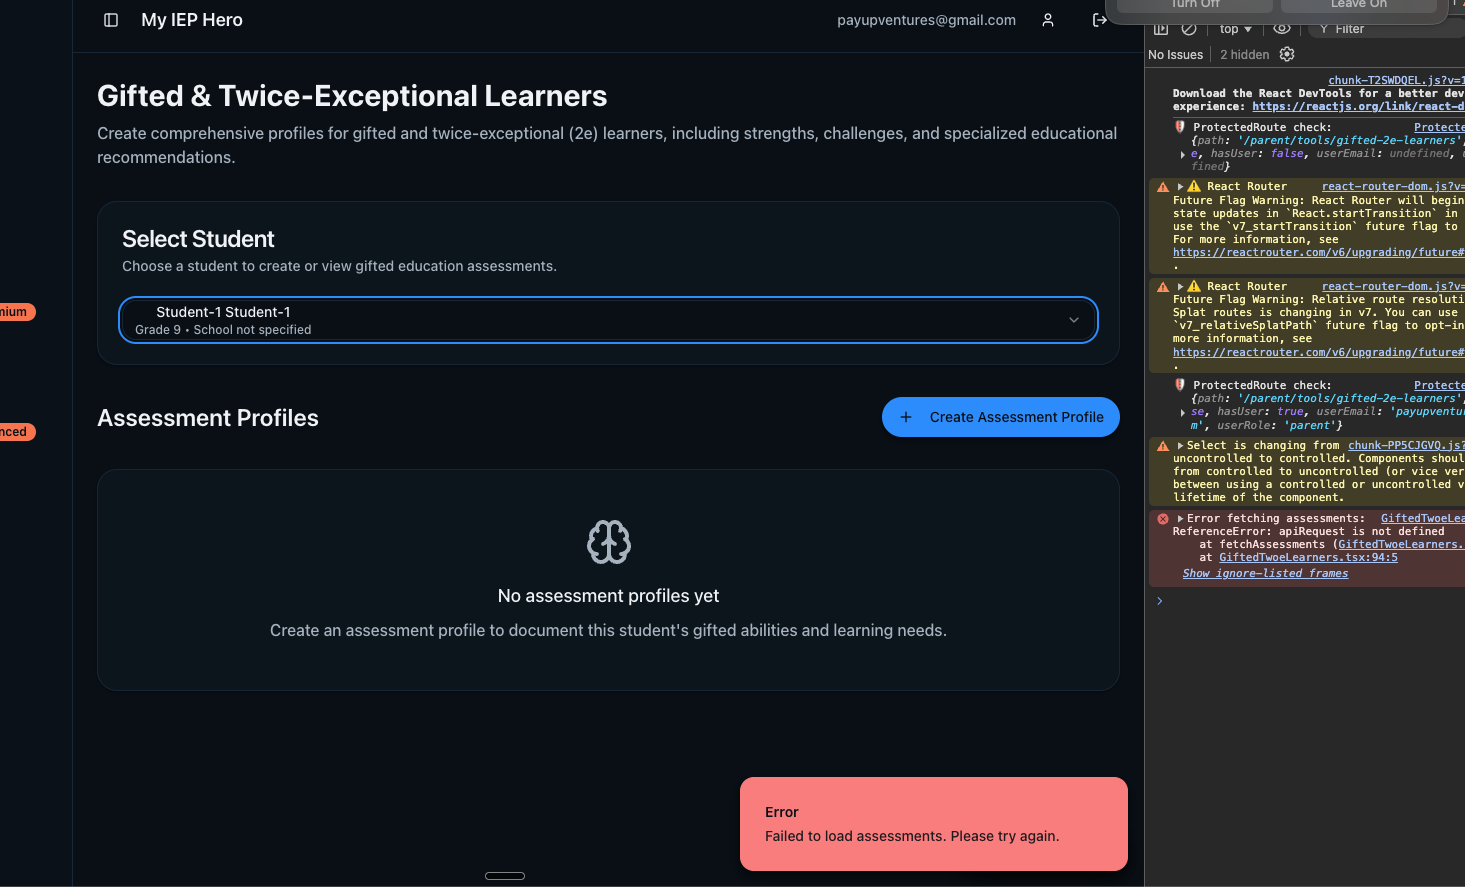 My IEP Hero
payupventures@gmail.com
Gifted & Twice-Exceptional Learners
Create comprehensive profiles for gifted and twice-exceptional (2e) learners, including strengths, challenges, and specialized educational
recommendations.
Select Student
Choose a student to create or view gifted education assessments.
Student-1 Student-1
Grade 9 • School not specified
mium
nced
Assessment Profiles
+ Create Assessment Profile
No assessment profiles yet
Create an assessment profile to document this student's gifted abilities and learning needs.
Error
Failed to load assessments. Please try again.
Turn Off
Leave On
top
Filter
No Issues
2 hidden
chunk-T2SWDQEL.js?v=1
Download the React DevTools for a better dev
experience: https://reactjs.org/link/react-d
ProtectedRoute check: Protecte
{path: '/parent/tools/gifted-2e-learners'
e, hasUser: false, userEmail: undefined, u
fined}
React Router react-router-dom.js?v=
Future Flag Warning: React Router will begin
state updates in `React.startTransition` in
use the `v7_startTransition` future flag to
For more information, see
https://reactrouter.com/v6/upgrading/future#
.
React Router react-router-dom.js?v=
Future Flag Warning: Relative route resoluti
Splat routes is changing in v7. You can use
`v7_relativeSplatPath` future flag to opt-in
more information, see
https://reactrouter.com/v6/upgrading/future#
.
ProtectedRoute check: Protecte
{path: '/parent/tools/gifted-2e-learners'
se, hasUser: true, userEmail: 'payupventur
m', userRole: 'parent'}
Select is changing from chunk-PP5CJGVQ.js?
uncontrolled to controlled. Components shoul
from controlled to uncontrolled (or vice ver
between using a controlled or uncontrolled v
lifetime of the component.
Error fetching assessments: GiftedTwoeLea
ReferenceError: apiRequest is not defined
at fetchAssessments (GiftedTwoeLearners.
at GiftedTwoeLearners.tsx:94:5
Show ignore-listed frames